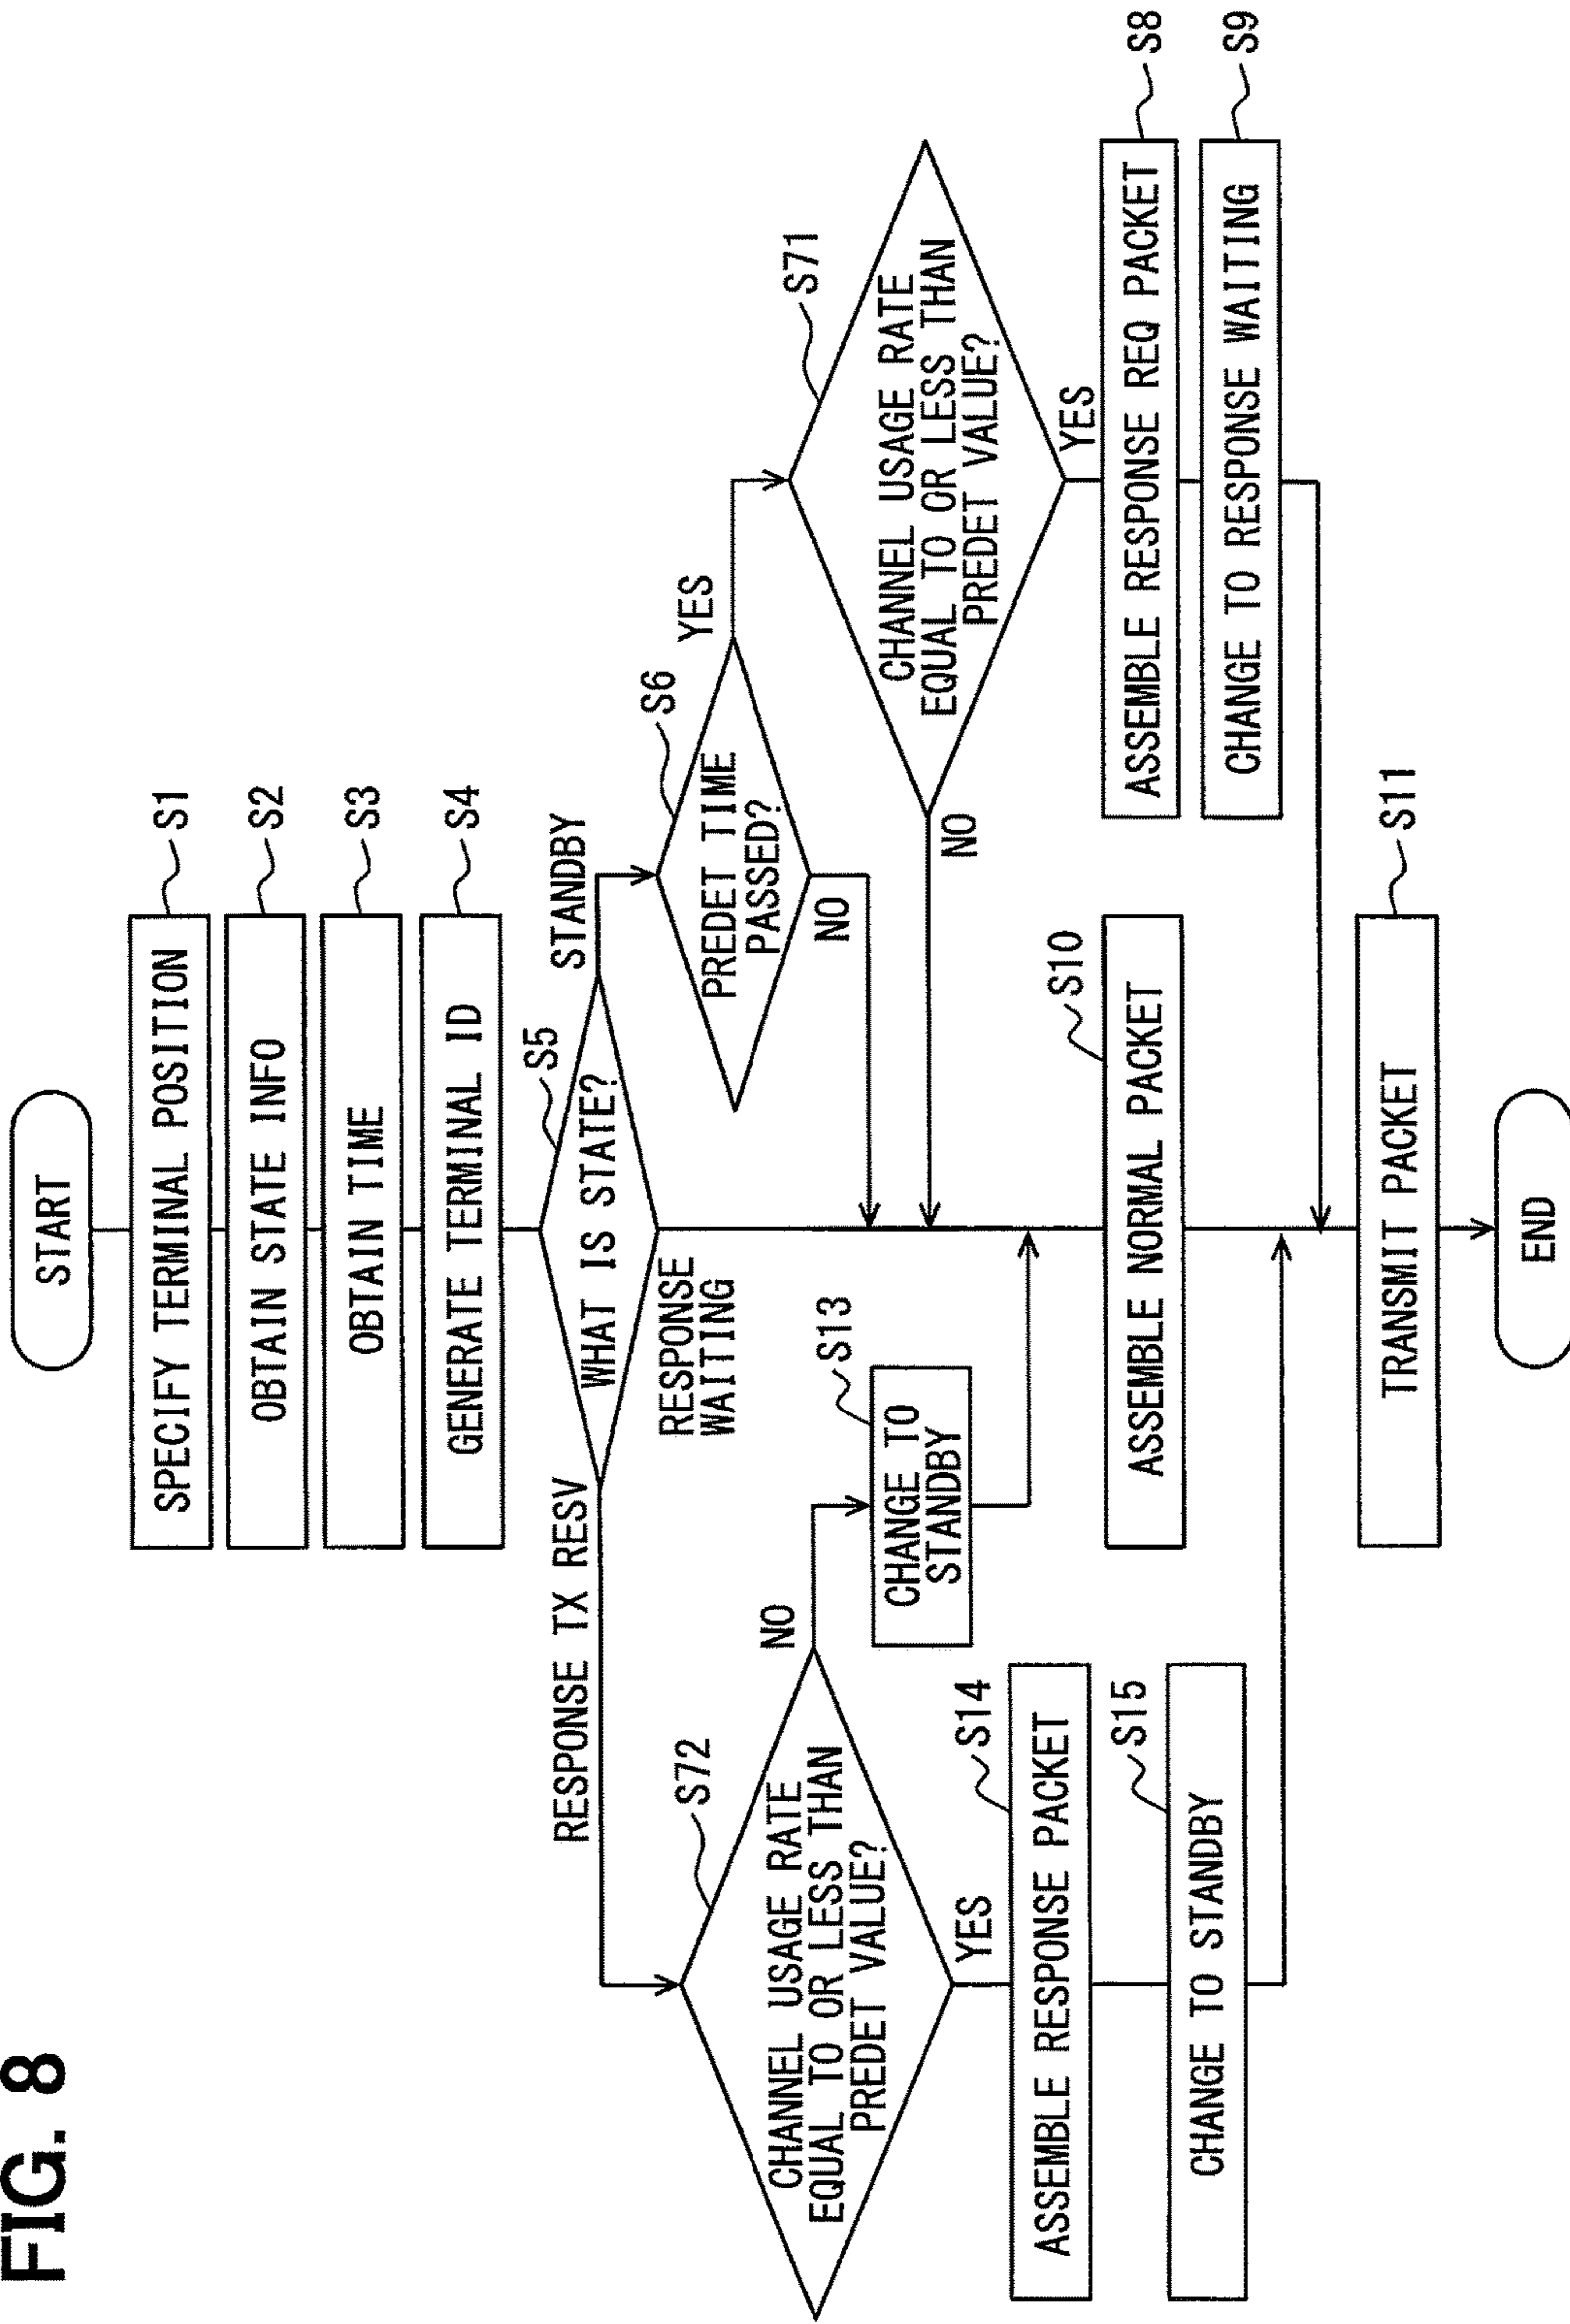 FIG. 8
START
SPECIFY TERMINAL POSITION
S1
OBTAIN STATE INFO
S2
OBTAIN TIME
S3
GENERATE TERMINAL ID
S4
WHAT IS STATE?
S5
RESPONSE TX RESV
RESPONSE
WAITING
STANDBY
PREDET TIME
PASSED?
S6
YES
NO
CHANNEL USAGE RATE
EQUAL TO OR LESS THAN
PREDET VALUE?
S72
NO
YES
CHANNEL USAGE RATE
EQUAL TO OR LESS THAN
PREDET VALUE?
S71
NO
YES
CHANGE TO
STANDBY
S13
ASSEMBLE RESPONSE PACKET
S14
CHANGE TO STANDBY
S15
ASSEMBLE NORMAL PACKET
S10
ASSEMBLE RESPONSE REQ PACKET
S8
CHANGE TO RESPONSE WAITING
S9
TRANSMIT PACKET
S11
END